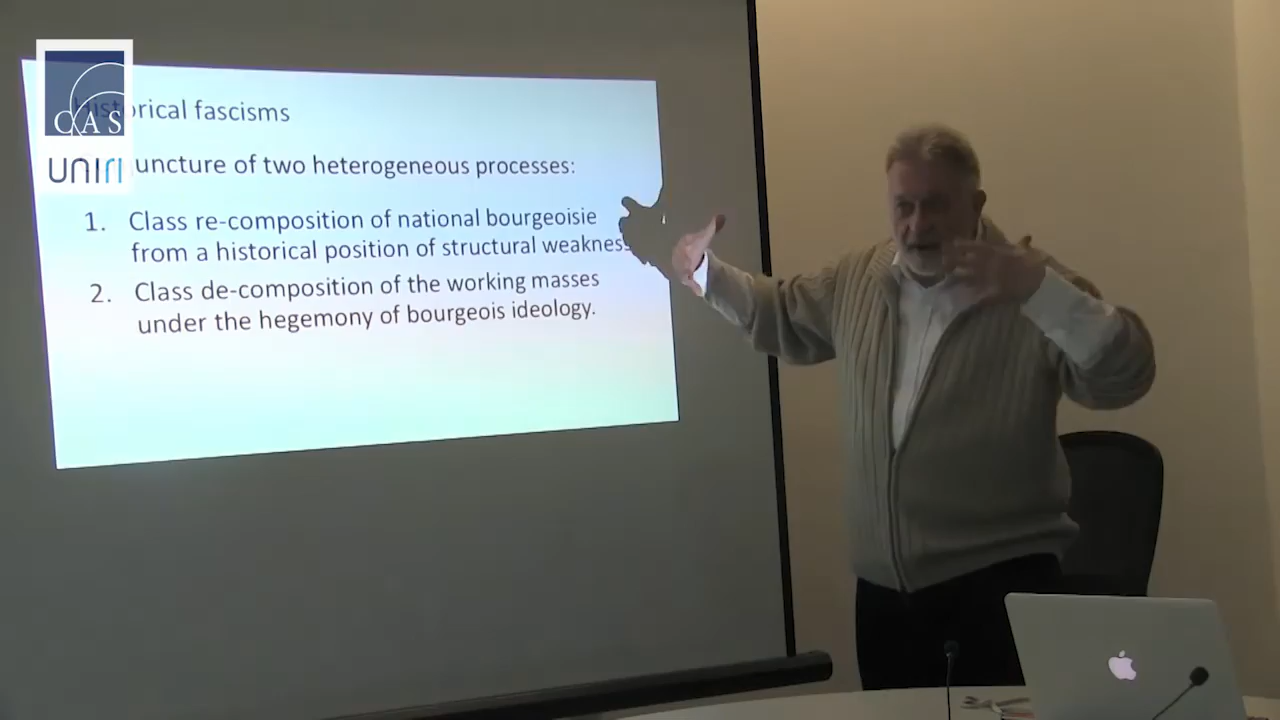 CAS
UNIRI
Historical fascisms
uncture of two heterogeneous processes:
1. Class re-composition of national bourgeoisie
from a historical position of structural weakness
2. Class de-composition of the working masses
under the hegemony of bourgeois ideology.